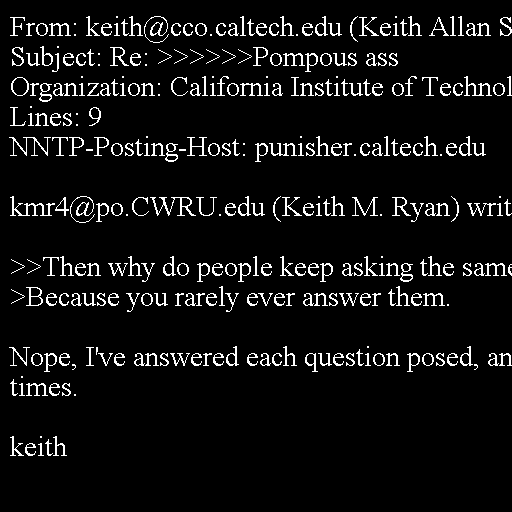 From: keith@cco.caltech.edu (Keith Allan S
Subject: Re: >>>>>>Pompous ass
Organization: California Institute of Technol
Lines: 9
NNTP-Posting-Host: punisher.caltech.edu
kmr4@po.CWRU.edu (Keith M. Ryan) writ
>>Then why do people keep asking the same
>Because you rarely ever answer them.
Nope, I've answered each question posed, an
times.
keith